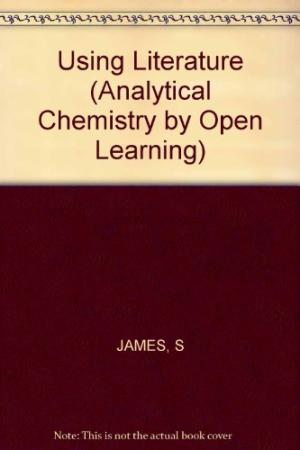 Using Literature
(Analytical
Chemistry by Open
Learning)
JAMES, S
Note: This is not the actual book cover